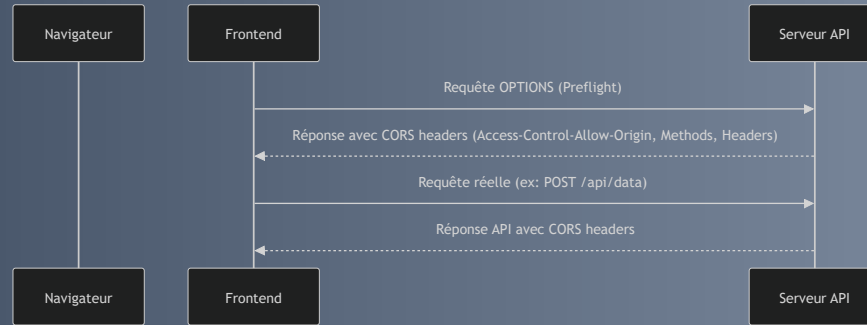 Navigateur
Frontend
Serveur API
Requête OPTIONS (Preflight)
Réponse avec CORS headers (Access-Control-Allow-Origin, Methods, Headers)
Requête réelle (ex: POST /api/data)
Réponse API avec CORS headers
Navigateur
Frontend
Serveur API